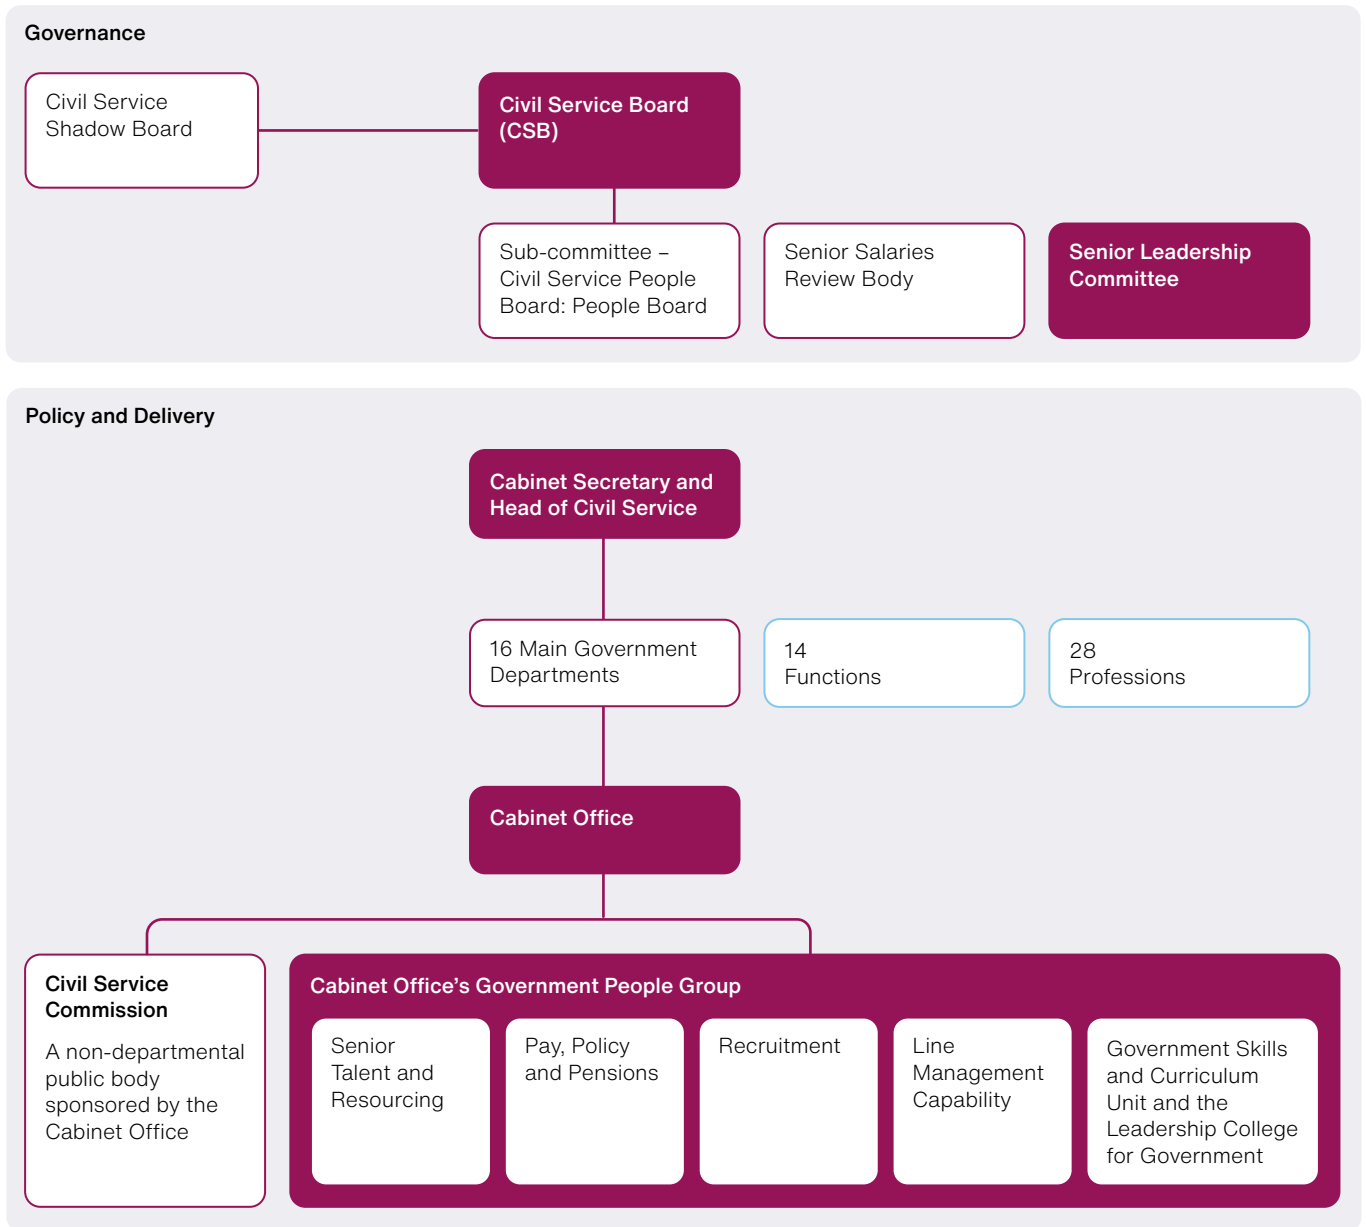 Governance
Civil Service
Shadow Board
Civil Service Board
(CSB)
Sub-committee –
Civil Service People
Board: People Board
Senior Salaries
Review Body
Senior Leadership
Committee
Policy and Delivery
Cabinet Secretary and
Head of Civil Service
16 Main Government
Departments
14
Functions
28
Professions
Cabinet Office
Civil Service
Commission
A non-departmental
public body
sponsored by the
Cabinet Office
Cabinet Office’s Government People Group
Senior
Talent and
Resourcing
Pay, Policy
and Pensions
Recruitment
Line
Management
Capability
Government Skills
and Curriculum
Unit and the
Leadership College
for Government